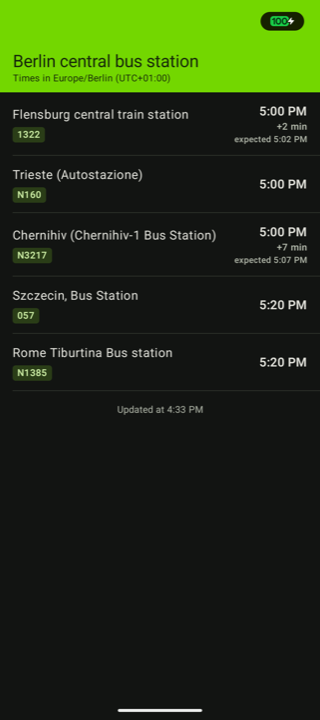 100
Berlin central bus station
Times in Europe/Berlin (UTC+01:00)
Flensburg central train station
5:00 PM
1322
+2 min
expected 5:02 PM
Trieste (Autostazione)
N160
5:00 PM
Chernihiv (Chernihiv-1 Bus Station)
5:00 PM
N3217
+7 min
expected 5:07 PM
Szczecin, Bus Station
057
5:20 PM
Rome Tiburtina Bus station
N1385
5:20 PM
Updated at 4:33 PM